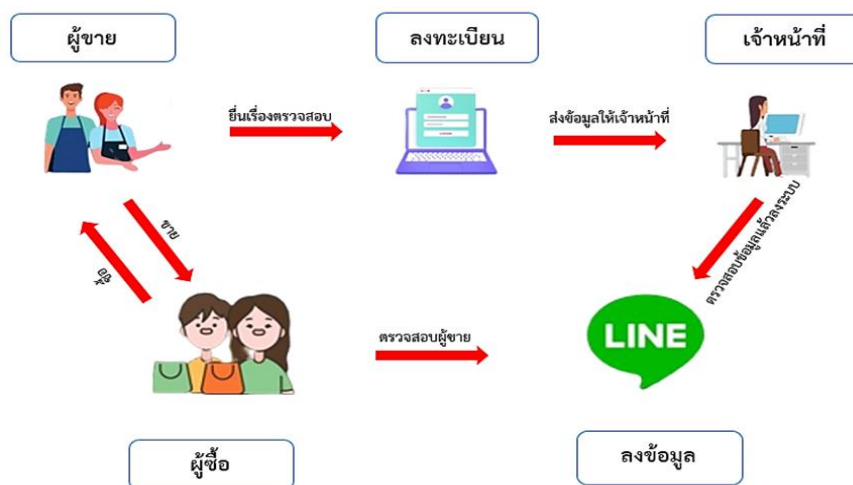 ผู้ขาย
ลงทะเบียน
เจ้าหน้าที่
ยื่นเรื่องตรวจสอบ
ส่งข้อมูลให้เจ้าหน้าที่
ขาย
ซื้อ
ตรวจสอบข้อมูลแล้วลงระบบ
ตรวจสอบผู้ขาย
LINE
ผู้ซื้อ
ลงข้อมูล